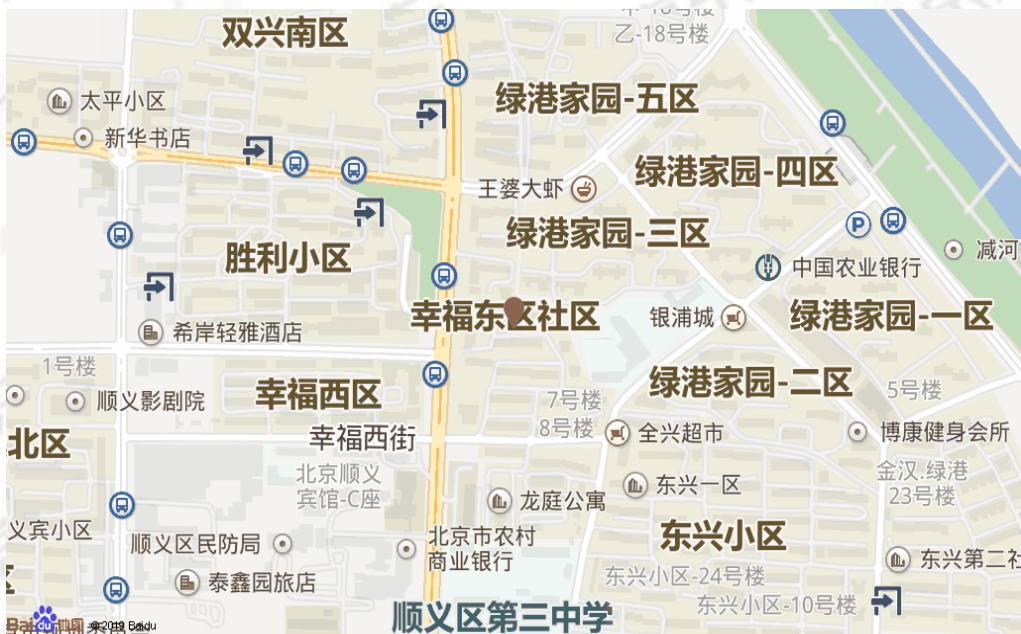 双兴南区
乙-18号楼
太平小区
绿港家园-五区
新华书店
王婆大虾
绿港家园-四区
绿港家园-三区
P
减河
胜利小区
中国农业银行
幸福东区社区
银浦城
绿港家园-一区
希岸轻雅酒店
1号楼
顺义影剧院
幸福西区
绿港家园-二区
5号楼
7号楼
8号楼
北区
幸福西街
全兴超市
博康健身会所
北京顺义
宾馆-C座
金汉.绿港
23号楼
东兴一区
龙庭公寓
义宾小区
顺义区民防局
北京市农村
商业银行
东兴小区
东兴第二社
泰鑫园旅店
东兴小区-24号楼
东兴小区-10号楼
顺义区第三中学
Bai du 地图
© 2019 Baidu